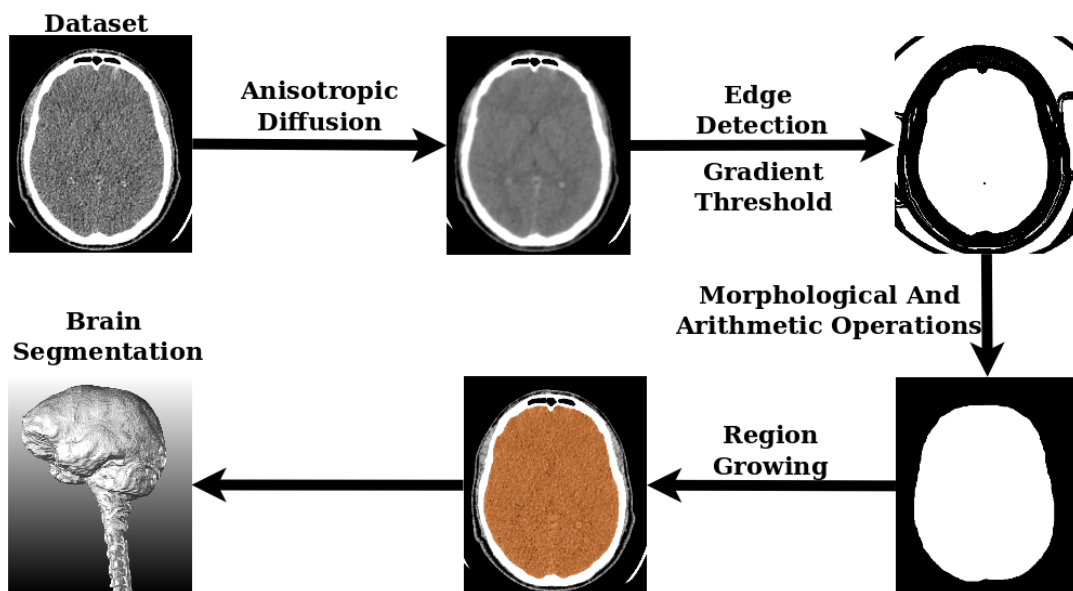 Dataset
Anisotropic
Diffusion
Edge
Detection
Gradient
Threshold
Morphological And
Arithmetic Operations
Region
Growing
Brain
Segmentation